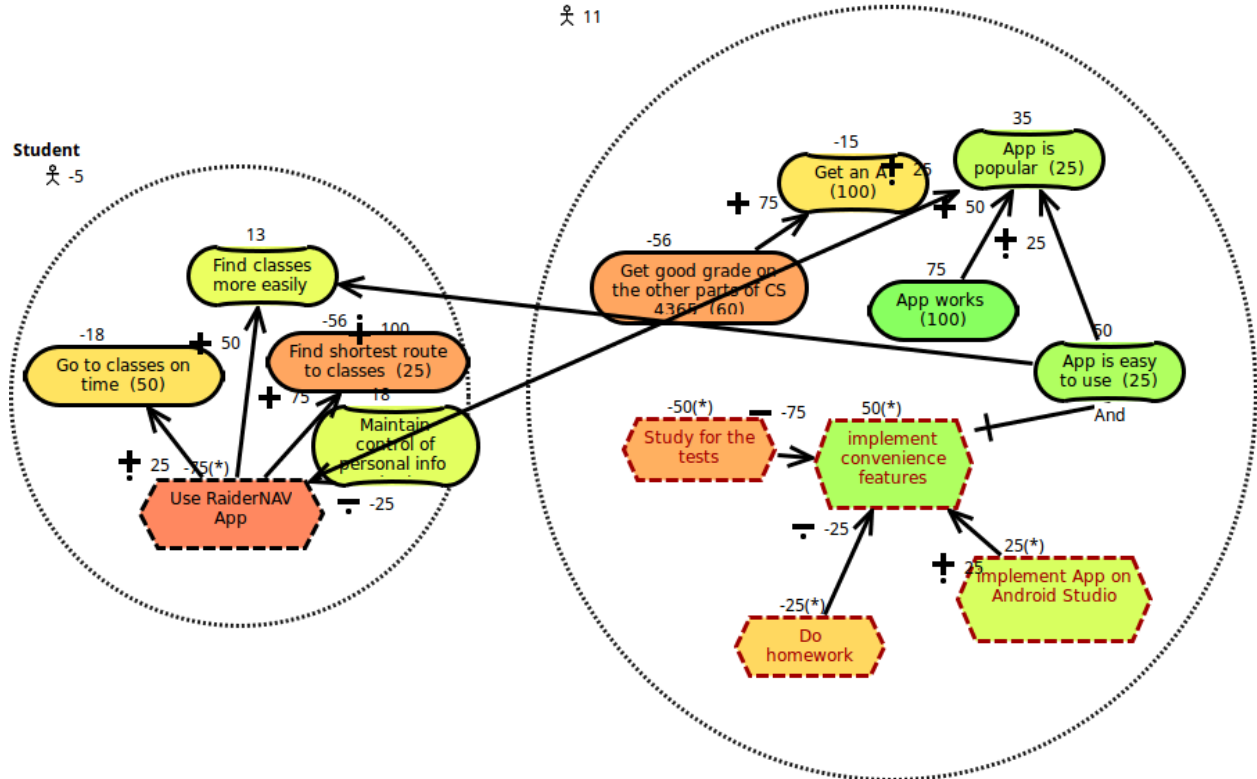 11
Student
-5
35
App is
popular (25)
-15
Get an A
(100)
25
75
50
-56
Get good grade on
the other parts of CS
4365 (60)
25
75
App works
(100)
13
Find classes
more easily
-18
Go to classes on
time (50)
50
-56
100
Find shortest route
to classes (25)
75
18
Maintain
control of
personal info
50
App is easy
to use (25)
And
-50(*)
Study for the
tests
-75
50(*)
implement
convenience
features
25
-75(*)
Use RaiderNAV
App
-25
-25
25(*)
25
Implement App on
Android Studio
-25(*)
Do
homework